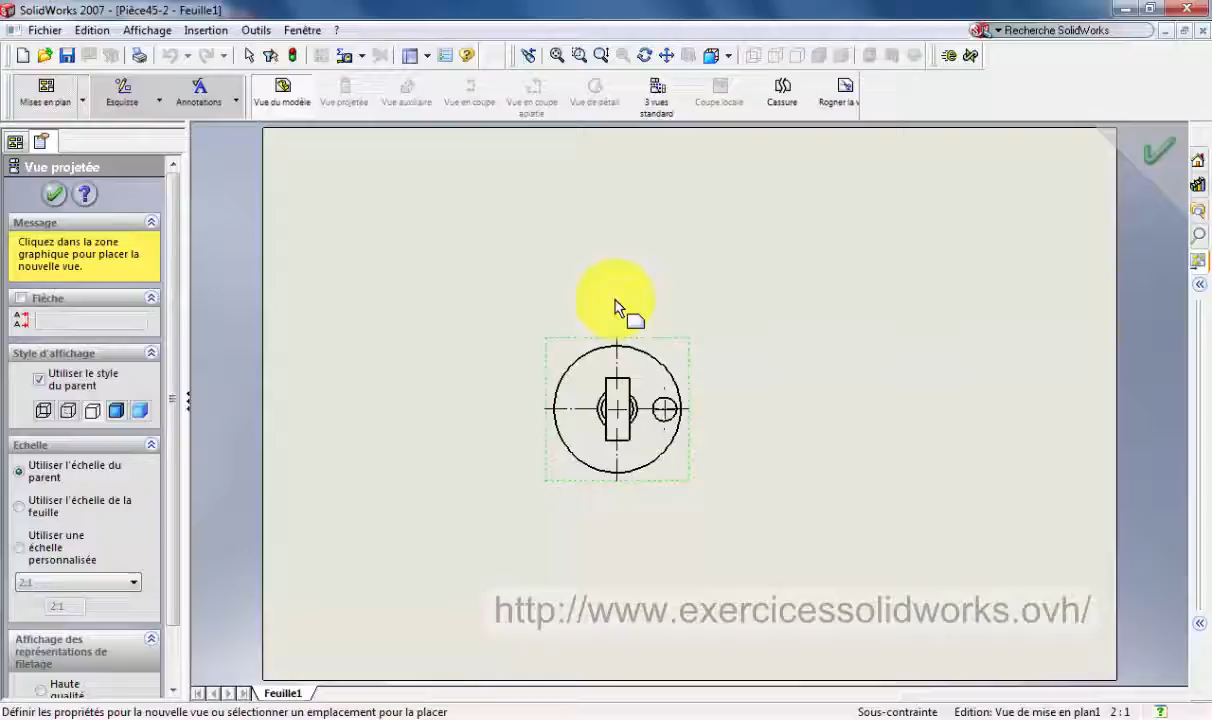 SolidWorks 2007 - [Pièce45-2 - Feuille1]
Fichier Edition Affichage Insertion Outils Fenêtre ?
Recherche SolidWorks
Mises en plan Esquisse Annotations Vue du modèle Vue projetée Vue auxiliaire Vue en coupe Vue en coupe aplatie Vue de détail 3 vues standard Coupe locale Cassure Rogner la v
Vue projetée
Message
Cliquez dans la zone
graphique pour placer la
nouvelle vue.
Flèche
Style d'affichage
Utiliser le style
du parent
Echelle
Utiliser l'échelle du
parent
Utiliser l'échelle de la
feuille
Utiliser une
échelle
personnalisée
2:1
2:1
Affichage des
représentations de
filetage
Haute
qualité
http://www.exercicessolidworks.ovh/
Feuille1
Définir les propriétés pour la nouvelle vue ou sélectionner un emplacement pour la placer
Sous-contrainte Edition: Vue de mise en plan1 2 : 1